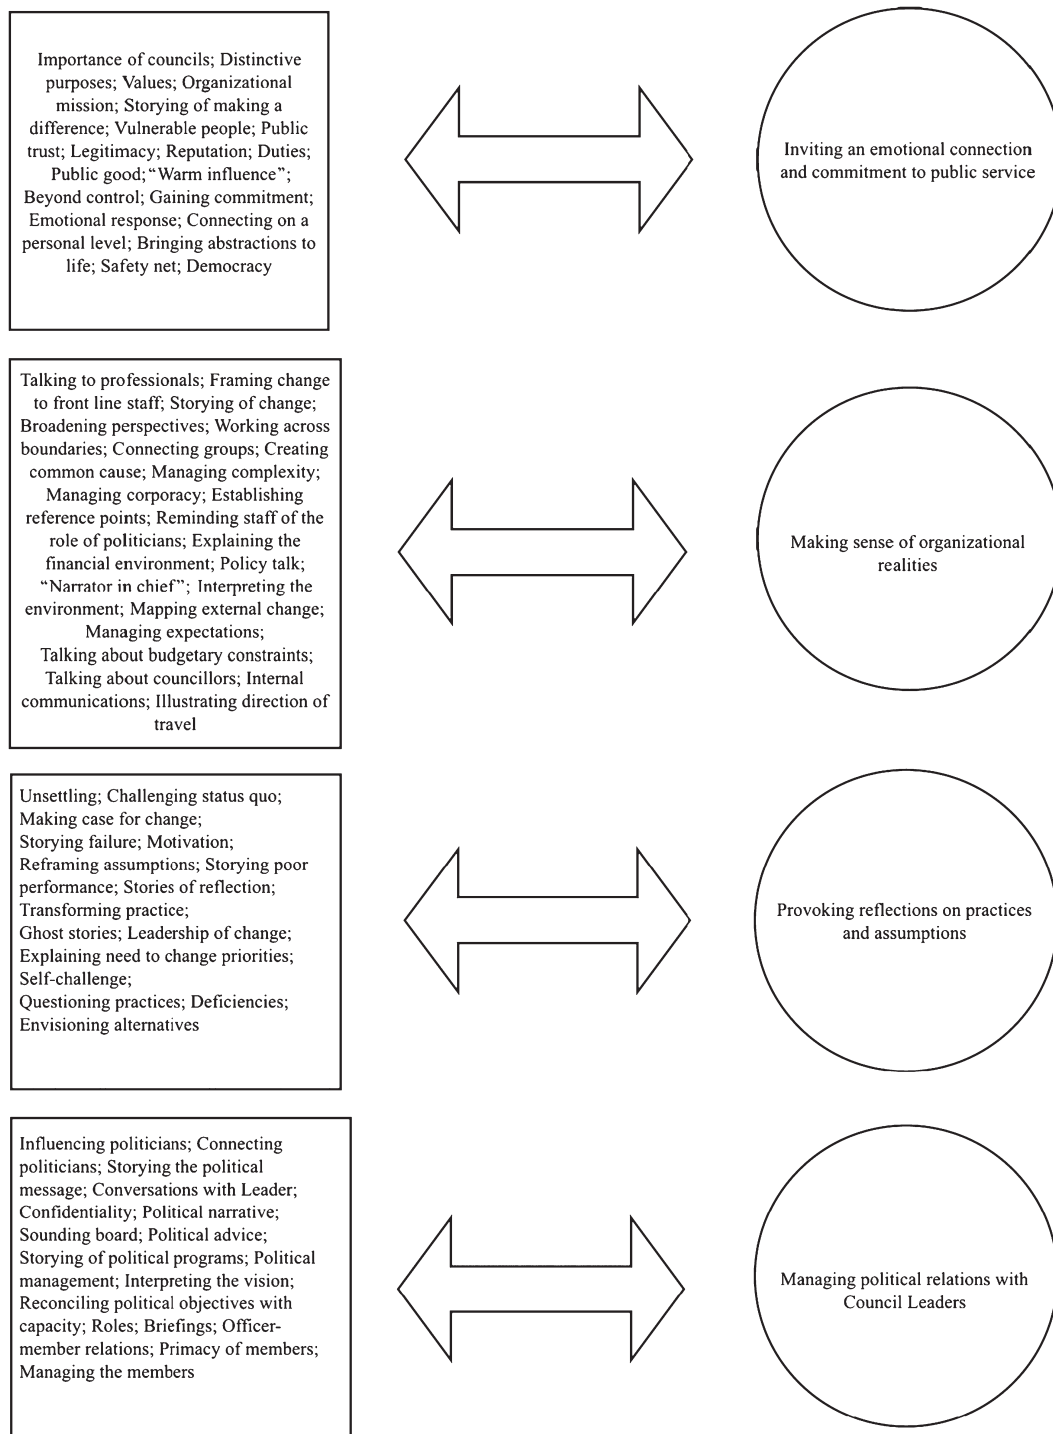 Importance of councils; Distinctive
purposes; Values; Organizational
mission; Storying of making a
difference; Vulnerable people; Public
trust; Legitimacy; Reputation; Duties;
Public good; “Warm influence”;
Beyond control; Gaining commitment;
Emotional response; Connecting on a
personal level; Bringing abstractions to
life; Safety net; Democracy
Inviting an emotional connection
and commitment to public service
Talking to professionals; Framing change
to front line staff; Storying of change;
Broadening perspectives; Working across
boundaries; Connecting groups; Creating
common cause; Managing complexity;
Managing corporacy; Establishing
reference points; Reminding staff of the
role of politicians; Explaining the
financial environment; Policy talk;
“Narrator in chief”; Interpreting the
environment; Mapping external change;
Managing expectations;
Talking about budgetary constraints;
Talking about councillors; Internal
communications; Illustrating direction of
travel
Making sense of organizational
realities
Unsettling; Challenging status quo;
Making case for change;
Storying failure; Motivation;
Reframing assumptions; Storying poor
performance; Stories of reflection;
Transforming practice;
Ghost stories; Leadership of change;
Explaining need to change priorities;
Self-challenge;
Questioning practices; Deficiencies;
Envisioning alternatives
Provoking reflections on practices
and assumptions
Influencing politicians; Connecting
politicians; Storying the political
message; Conversations with Leader;
Confidentiality; Political narrative;
Sounding board; Political advice;
Storying of political programs; Political
management; Interpreting the vision;
Reconciling political objectives with
capacity; Roles; Briefings; Officer-
member relations; Primacy of members;
Managing the members
Managing political relations with
Council Leaders